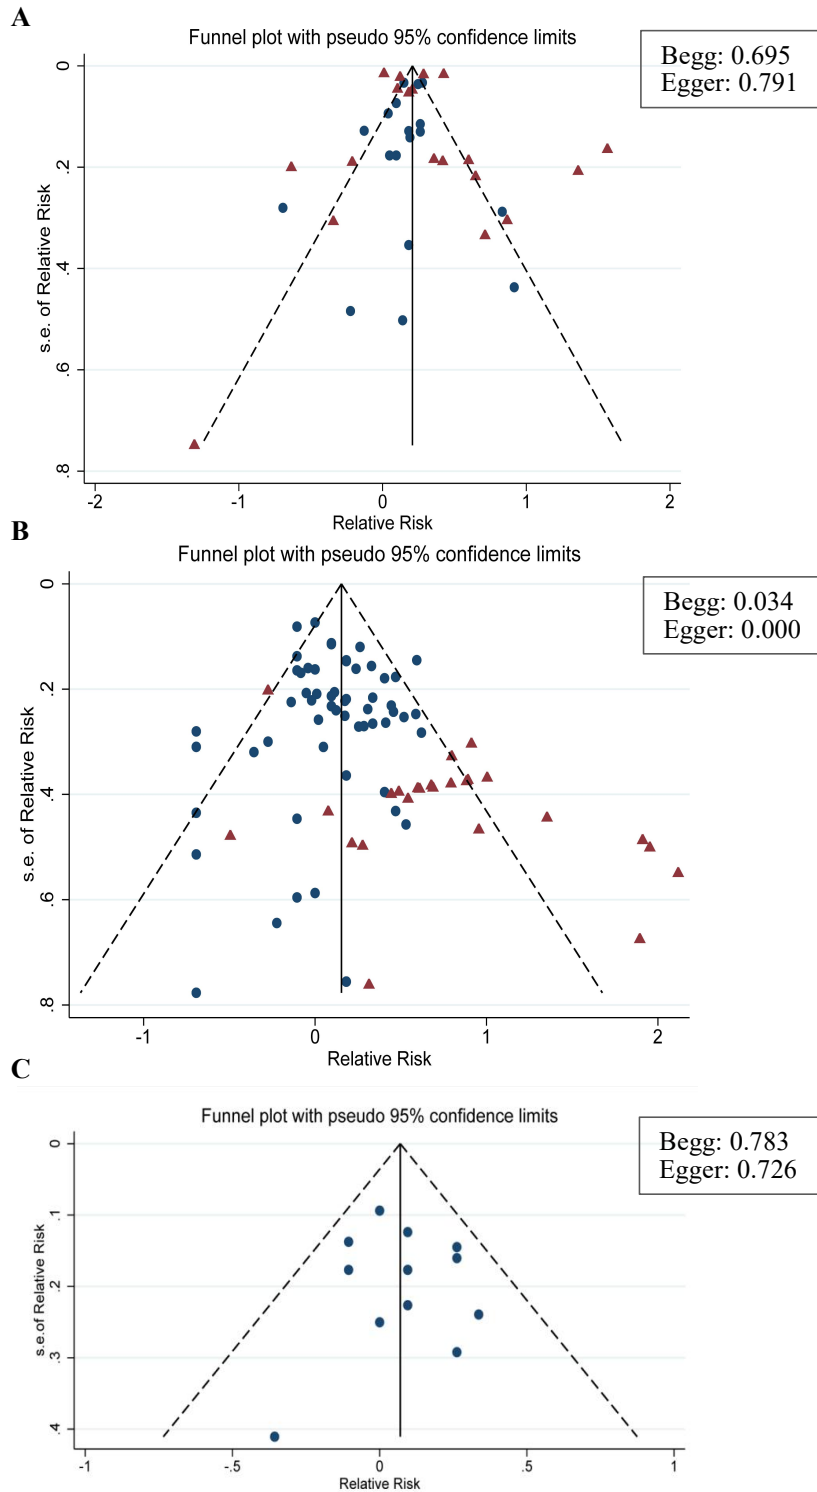 A
Funnel plot with pseudo 95% confidence limits
Begg: 0.695
Egger: 0.791
0
.2
.4
.6
.8
s.e. of Relative Risk
-2
-1
0
1
2
Relative Risk
B
Funnel plot with pseudo 95% confidence limits
Begg: 0.034
Egger: 0.000
0
.2
.4
.6
.8
s.e. of Relative Risk
-1
0
1
2
Relative Risk
C
Funnel plot with pseudo 95% confidence limits
Begg: 0.783
Egger: 0.726
0
.1
.2
.3
.4
s.e.of Relative Risk
-1
-.5
0
.5
1
Relative Risk